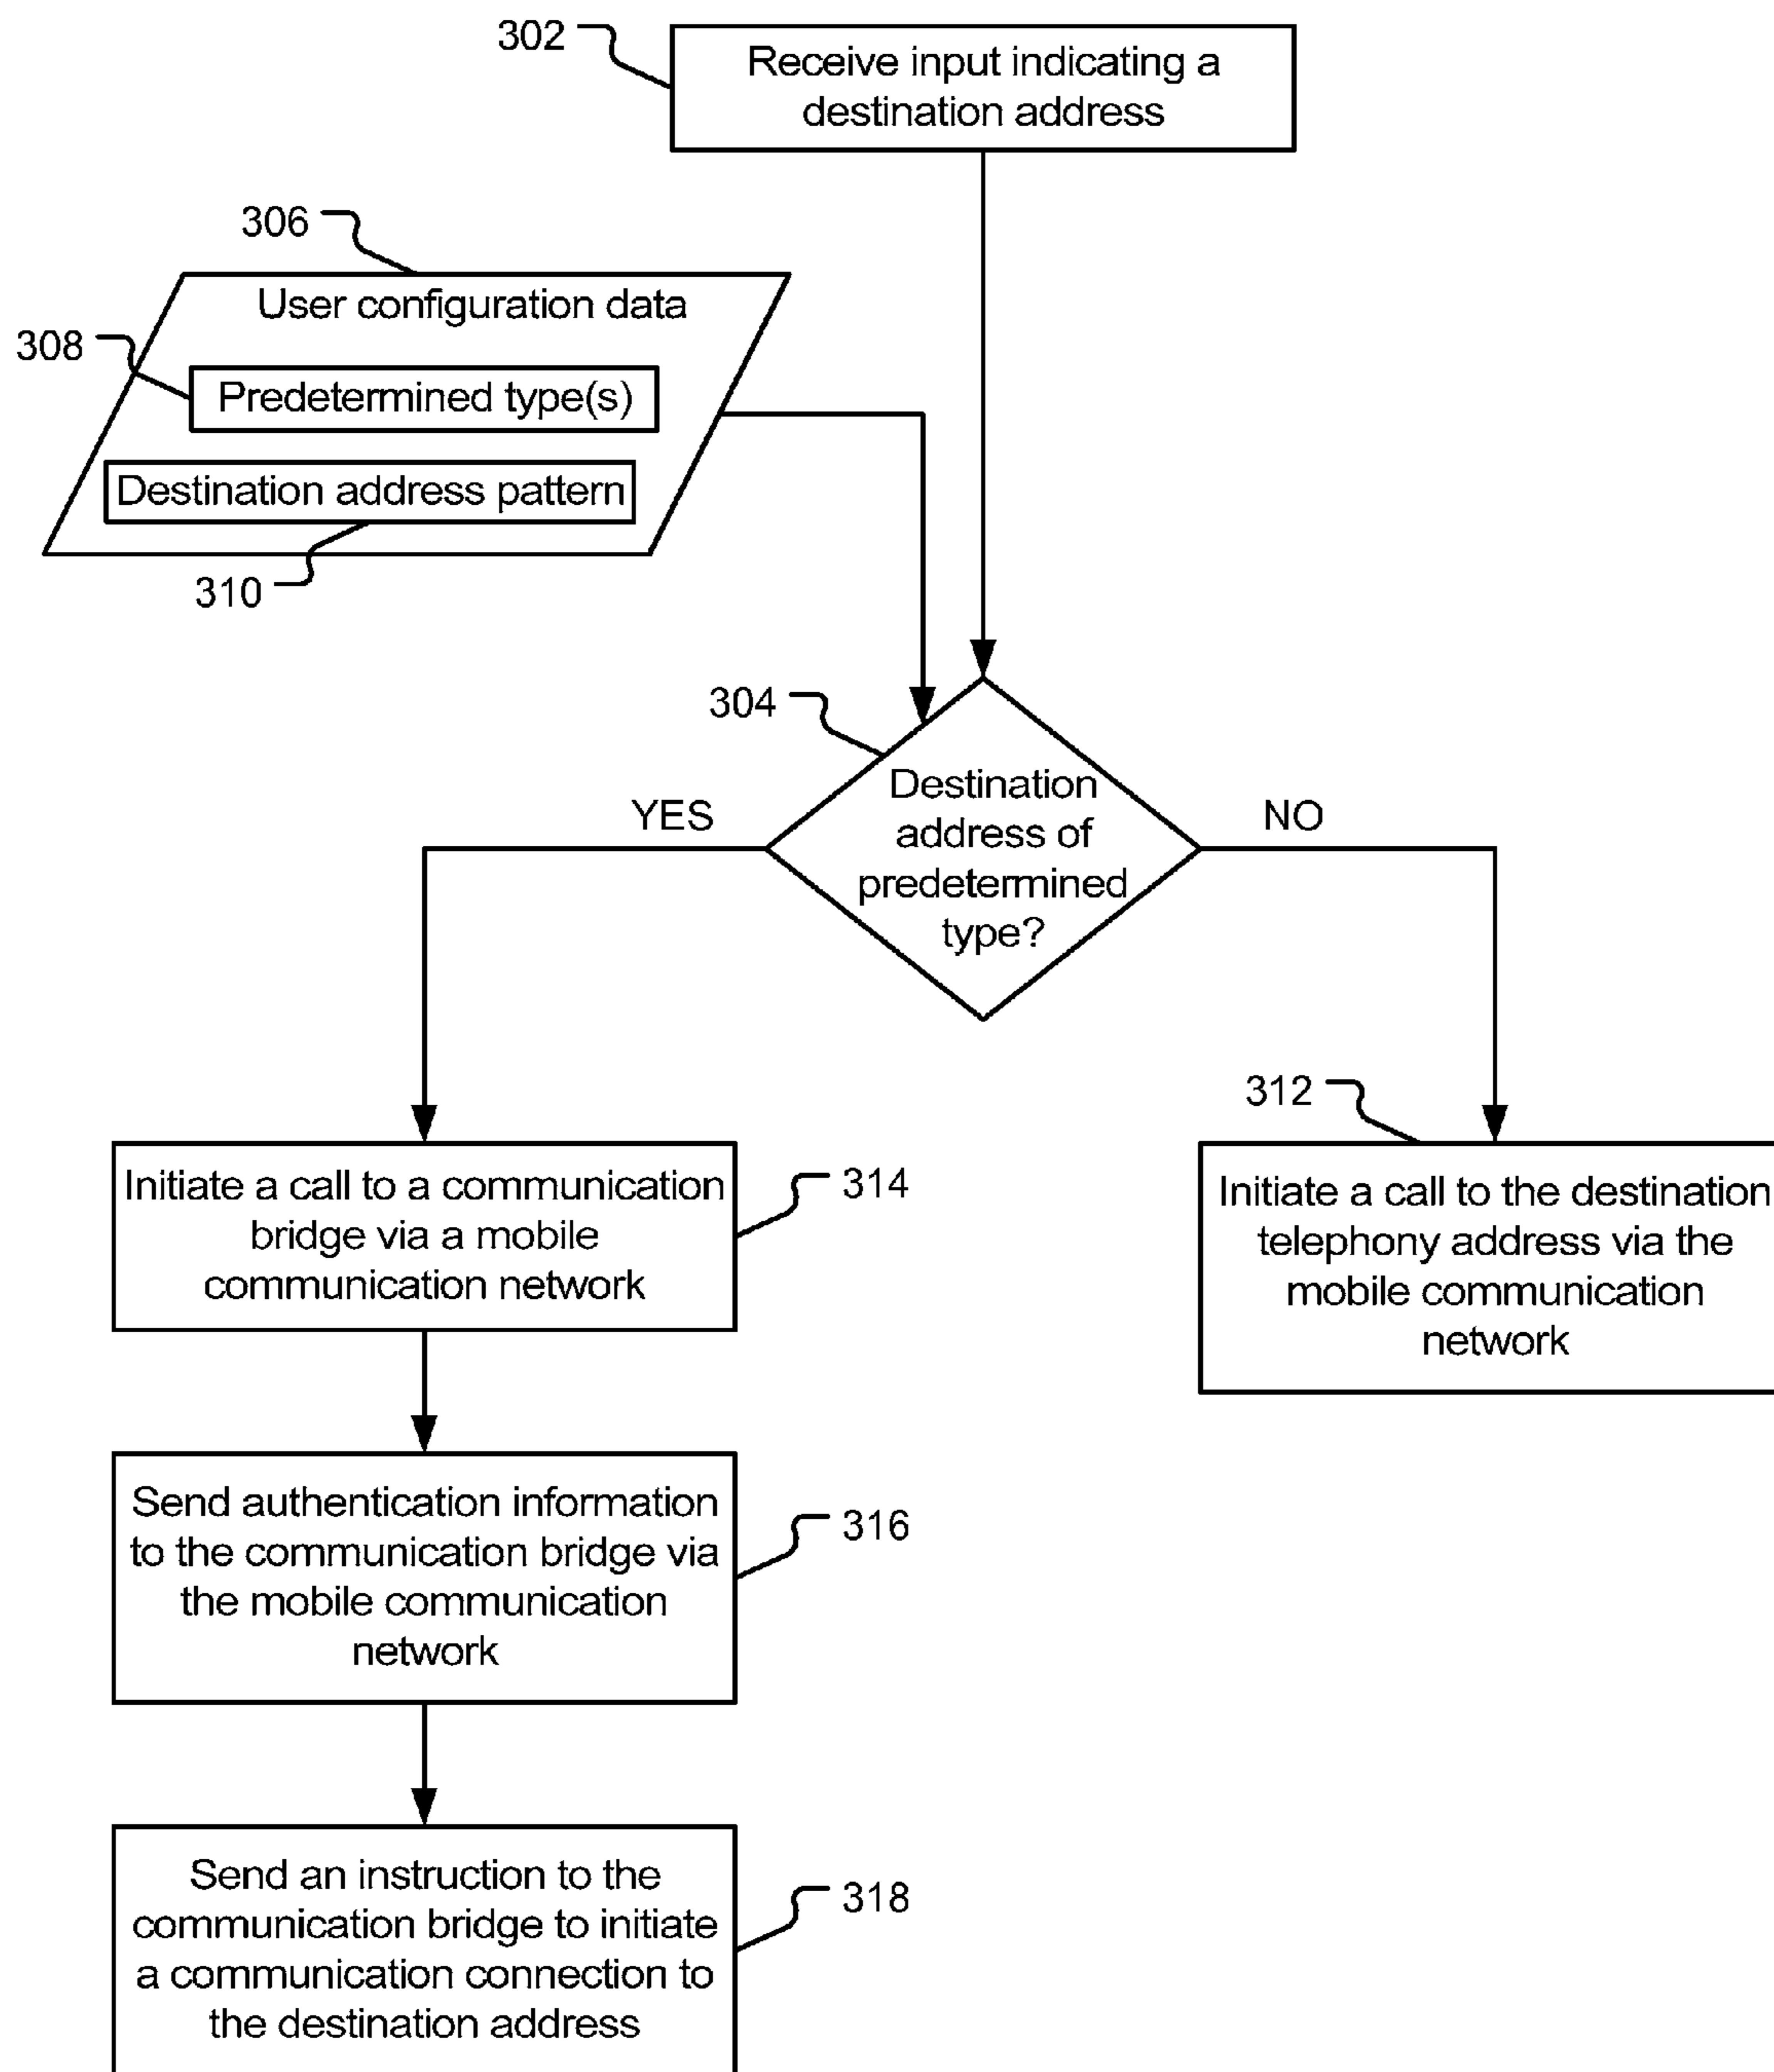 302
Receive input indicating a
destination address
306
User configuration data
308
Predetermined type(s)
Destination address pattern
310
304
Destination
address of
predetermined
type?
YES
NO
312
Initiate a call to the destination
telephony address via the
mobile communication
network
Initiate a call to a communication
bridge via a mobile
communication network
314
Send authentication information
to the communication bridge via
the mobile communication
network
316
Send an instruction to the
communication bridge to initiate
a communication connection to
the destination address
318